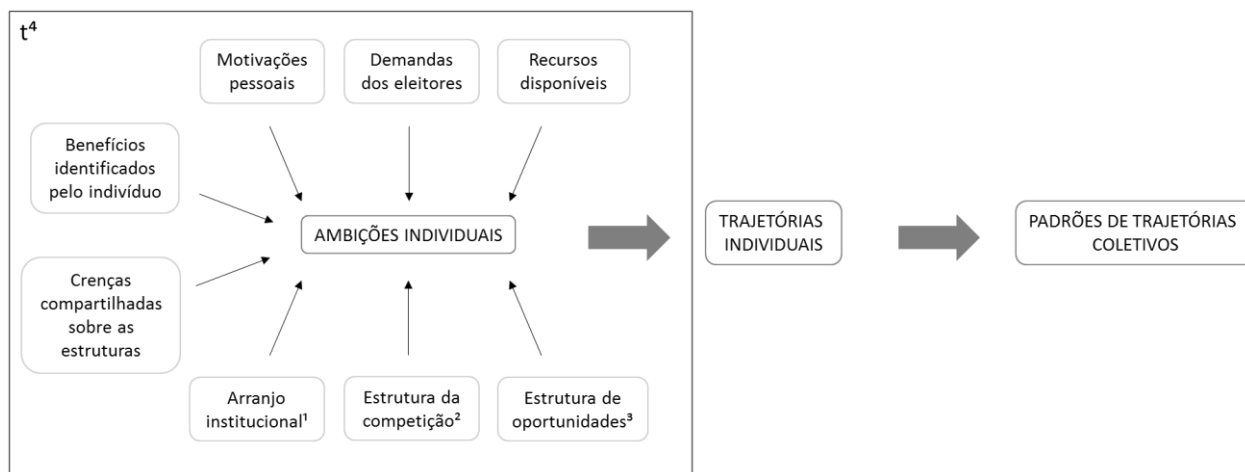 t⁴
Motivações
pessoais
Demandas
dos eleitores
Recursos
disponíveis
Benefícios
identificados
pelo indivíduo
AMBIÇÕES INDIVIDUAIS
TRAJETÓRIAS
INDIVIDUAIS
PADRÕES DE TRAJETÓRIAS
COLETIVOS
Crenças
compartilhadas
sobre as
estruturas
Arranjo
institucional¹
Estrutura da
competição²
Estrutura de
oportunidades³